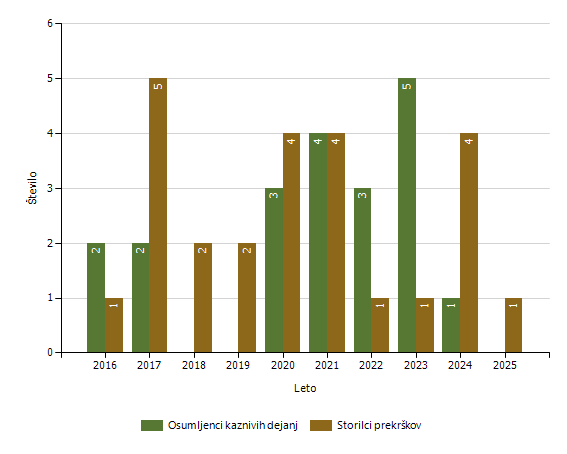 6
5
4
3
2
1
0
Število
2 1 2 5 2 2 3 4 4 4 3 1 5 1 1 4 1
2016 2017 2018 2019 2020 2021 2022 2023 2024 2025
Leto
Osumljenci kaznivih dejanj Storilci prekrškov